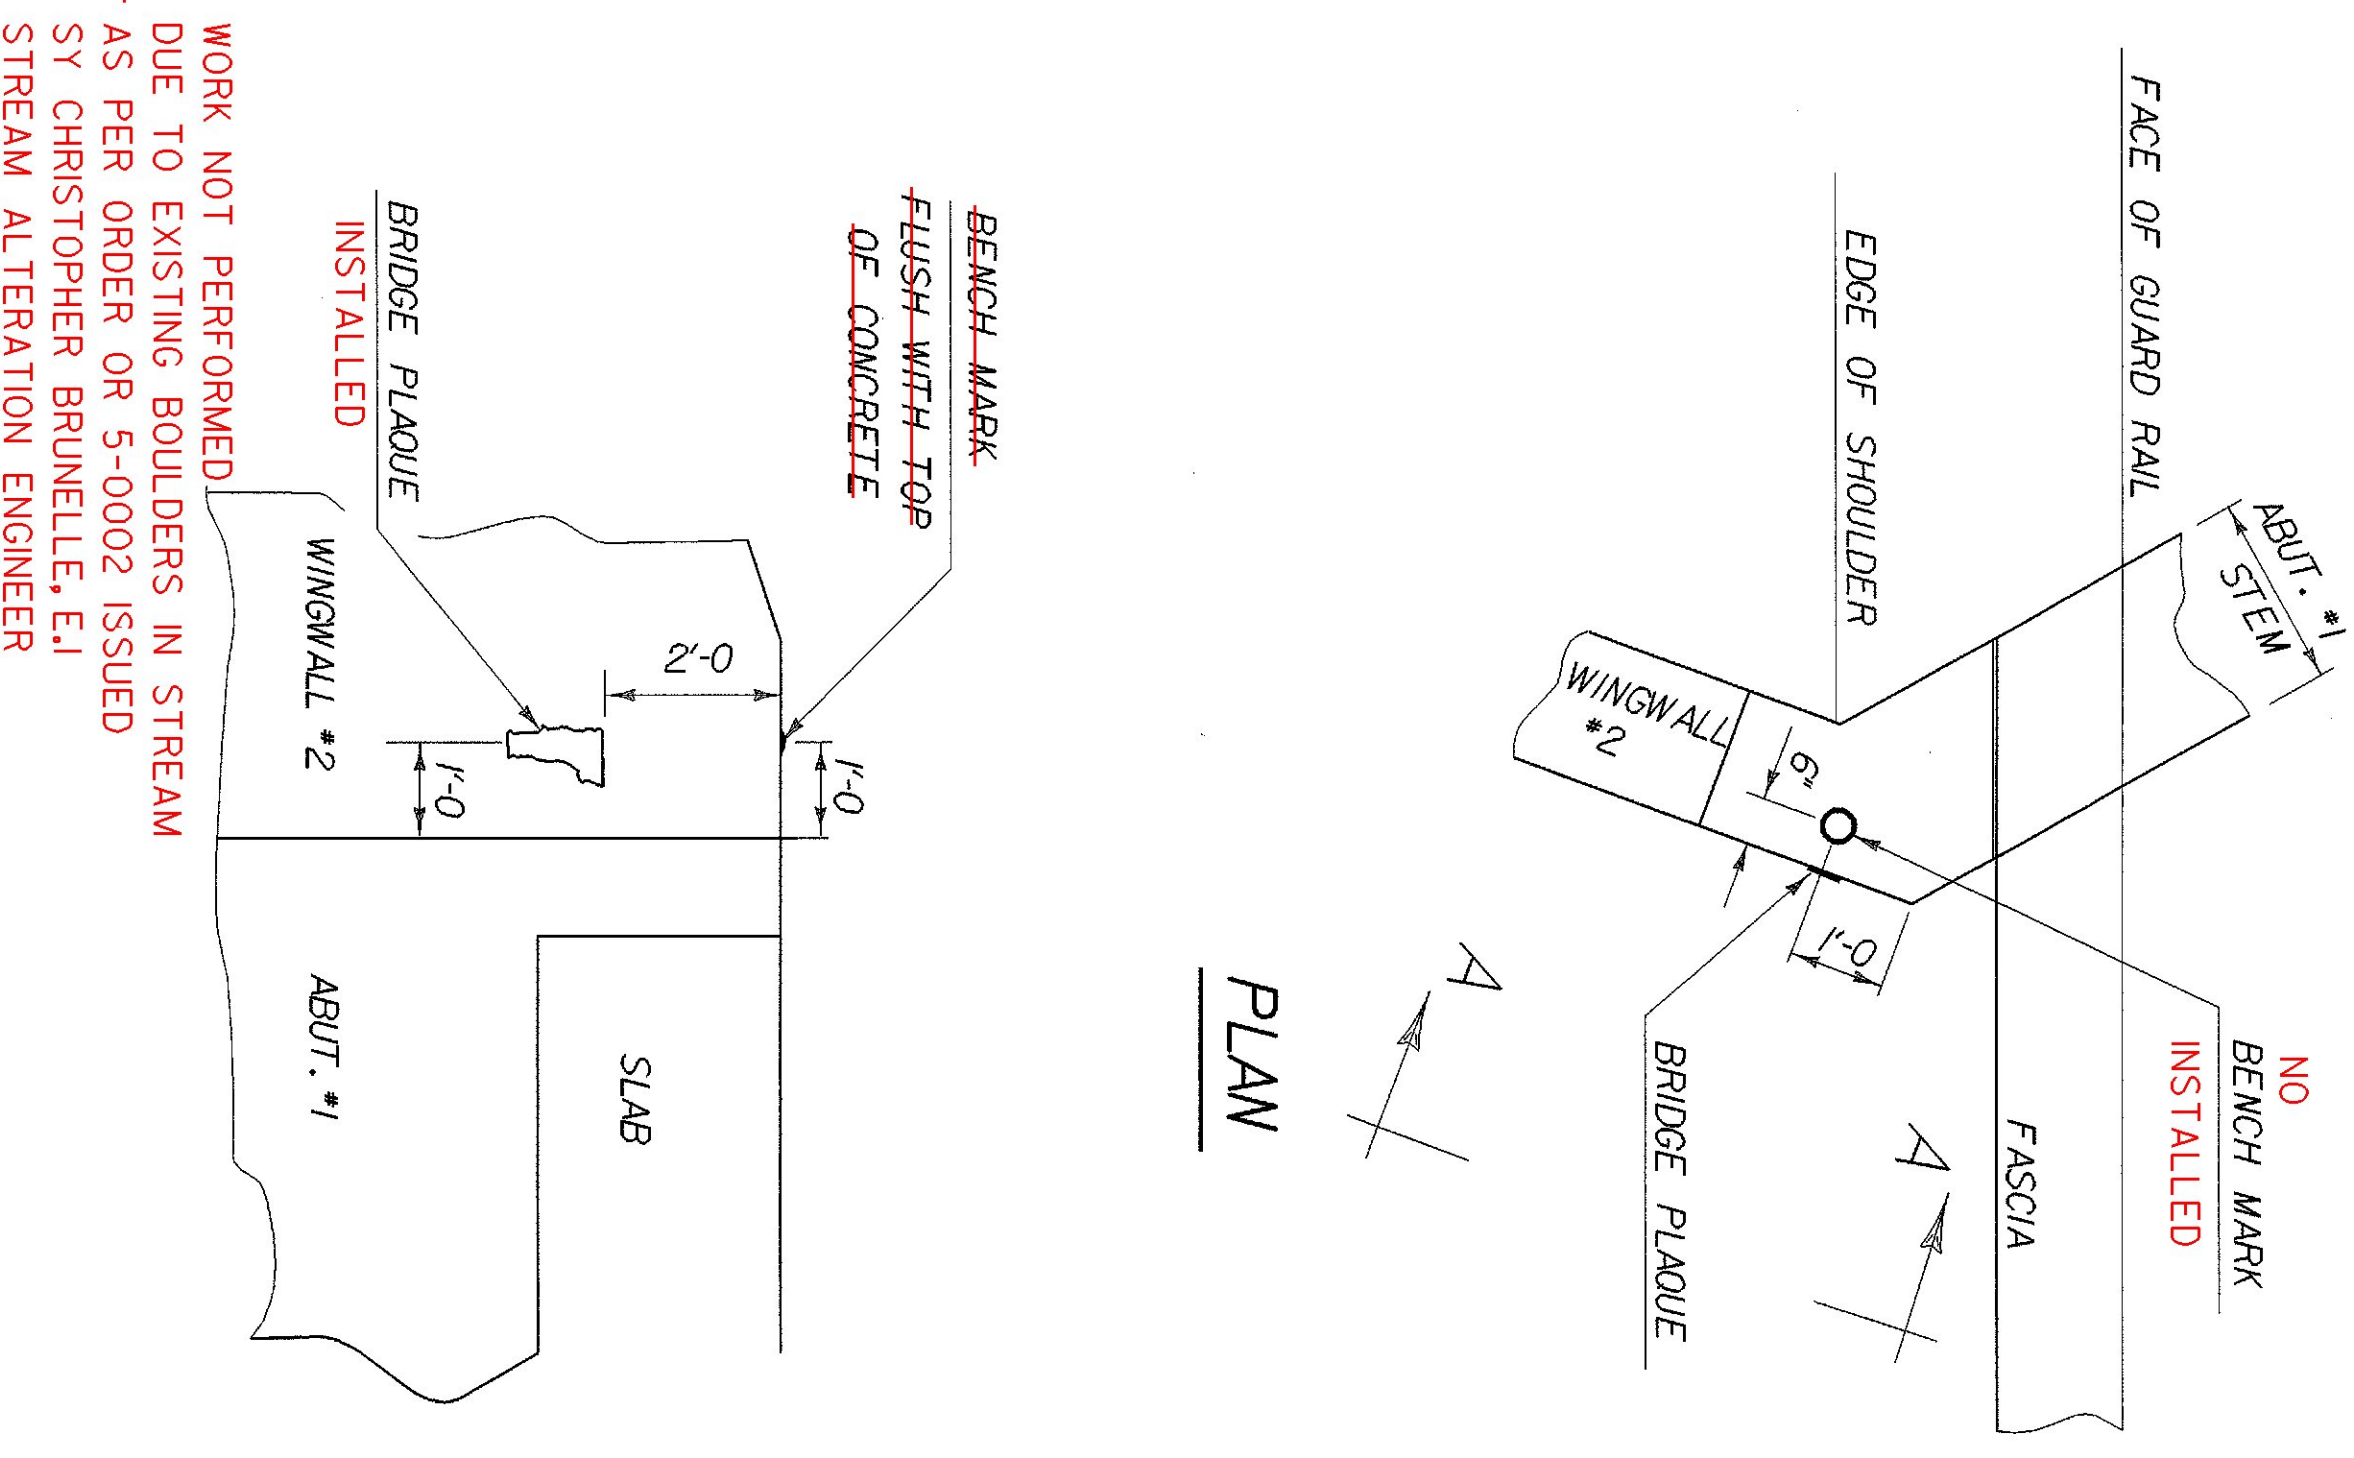 FACE OF GUARD RAIL
ABUT. #1
STEM
NO
BENCH MARK
INSTALLED
FASCIA
EDGE OF SHOULDER
WINGWALL
#2
6"
1'-0
A
A
BRIDGE PLAQUE
PLAN
BENCH MARK
FLUSH WITH TOP
OF CONCRETE
1'-0
2'-0
SLAB
BRIDGE PLAQUE
INSTALLED
1'-0
WINGWALL #2
ABUT. #1
WORK NOT PERFORMED
DUE TO EXISTING BOULDERS IN STREAM
AS PER ORDER OR 5-0002 ISSUED
SY CHRISTOPHER BRUNELLE, E.I
STREAM ALTERATION ENGINEER